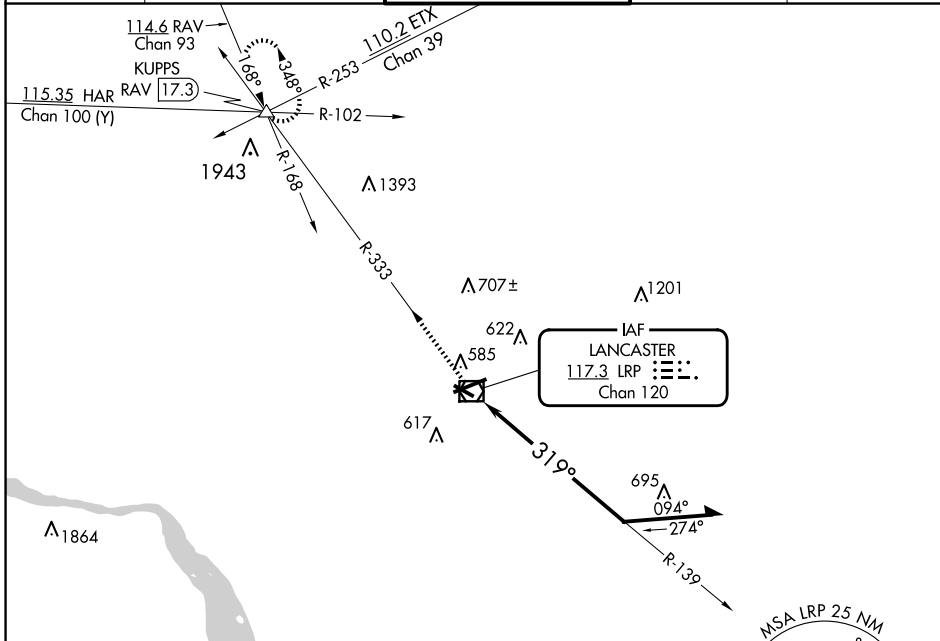 114.6 RAV
Chan 93
110.2 ETX
Chan 39
168°
348°
KUPPS
RAV 17.3
R-253
115.35 HAR
Chan 100 (Y)
R-102
1943
R-168
1393
R-333
707±
1201
622
IAF
LANCASTER
117.3 LRP
Chan 120
585
617
319°
695
094°
274°
1864
R-139
MSA LRP 25 NM